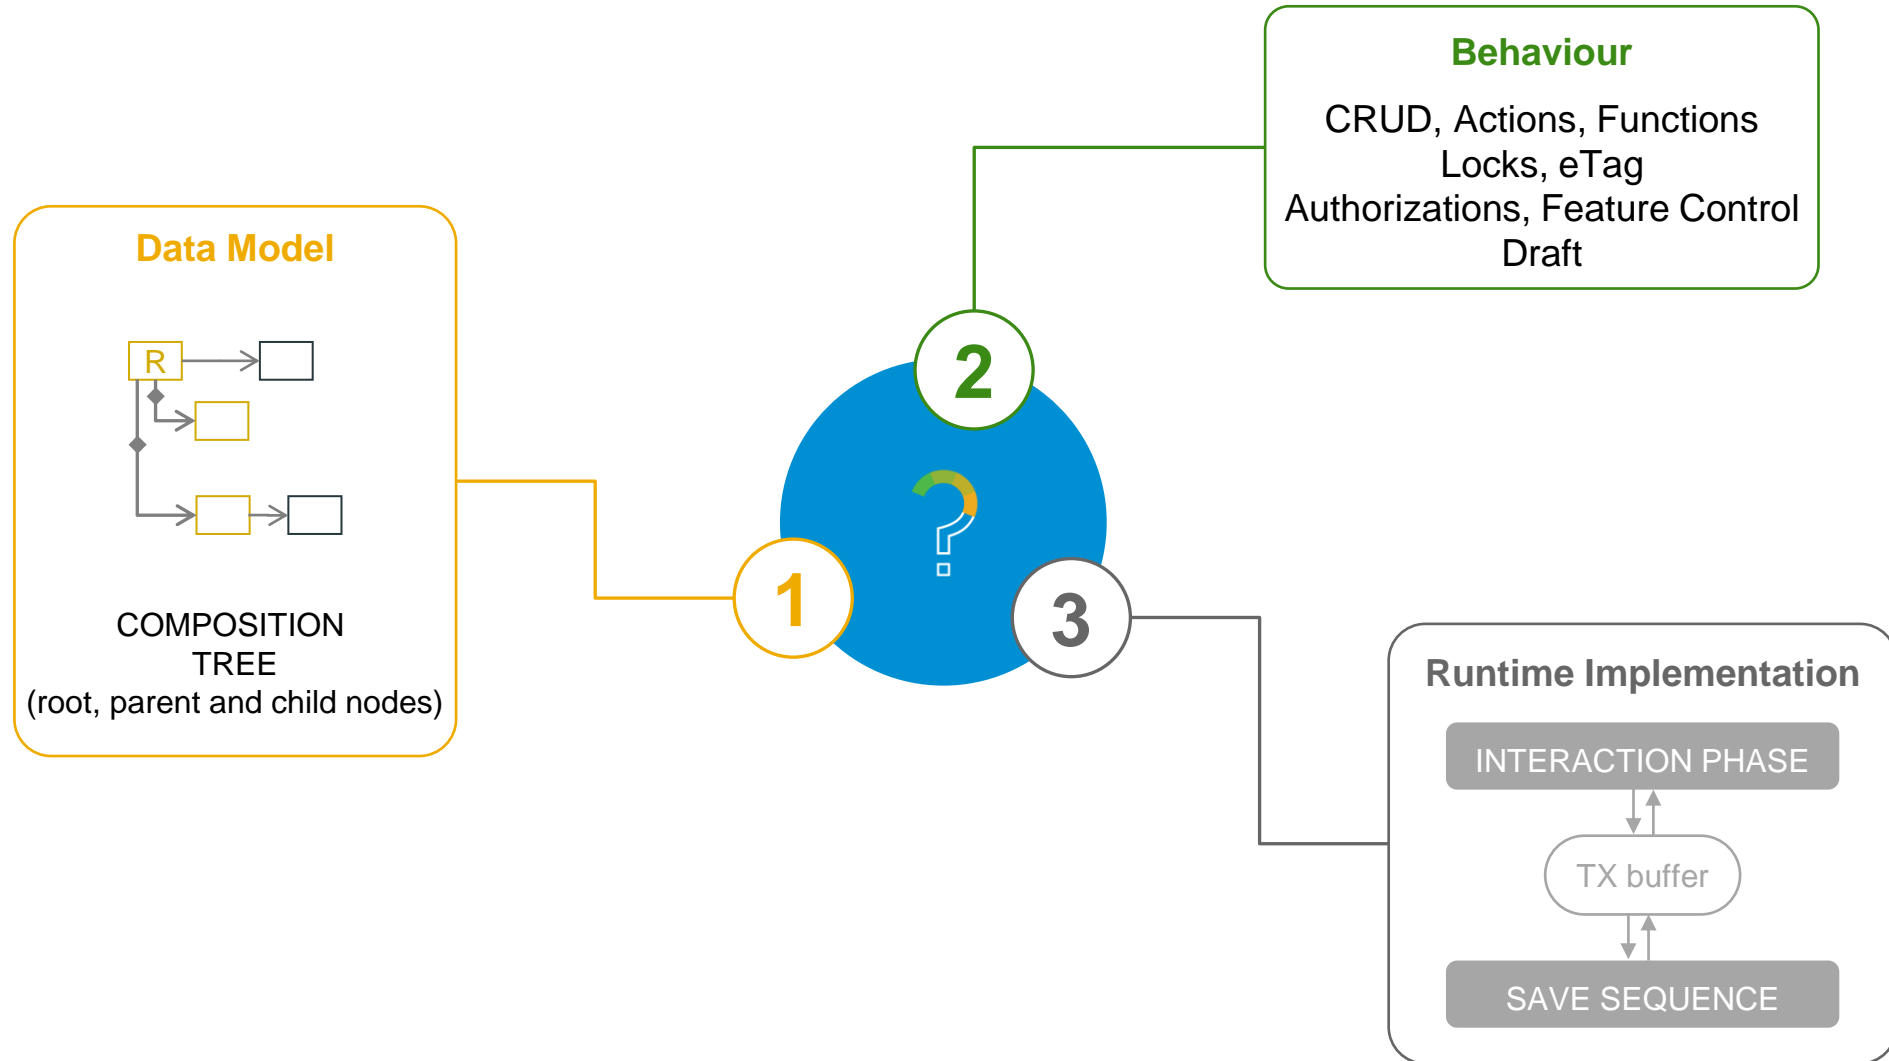 Data Model
R
COMPOSITION
TREE
(root, parent and child nodes)
1
2
Behaviour
CRUD, Actions, Functions
Locks, eTag
Authorizations, Feature Control
Draft
?
3
Runtime Implementation
INTERACTION PHASE
TX buffer
SAVE SEQUENCE